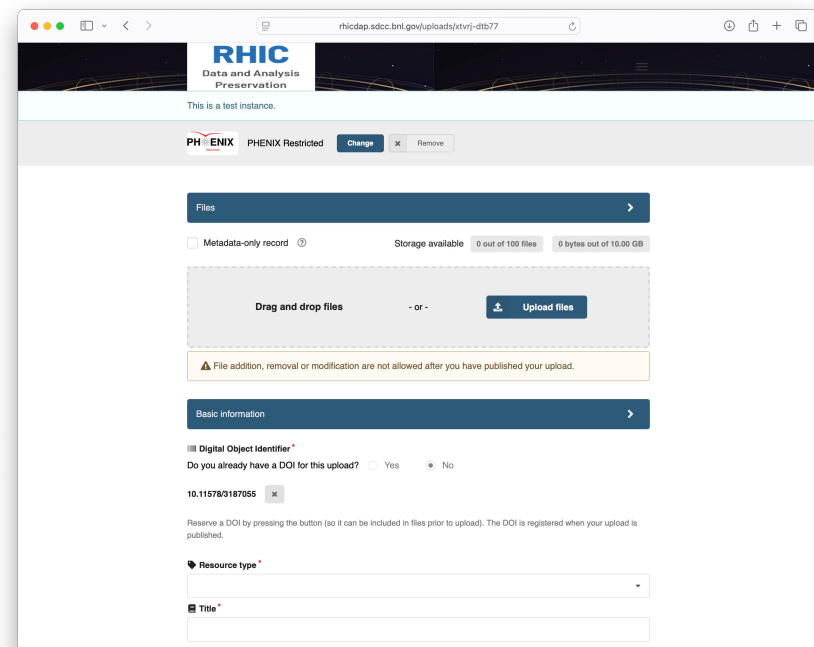 rhicdap.sdcc.bnl.gov/uploads/xtvrj-dtb77
RHIC
Data and Analysis
Preservation
This is a test instance.
PHENIX PHENIX Restricted Change Remove
Files
Metadata-only record Storage available 0 out of 100 files 0 bytes out of 10.00 GB
Drag and drop files - or - Upload files
File addition, removal or modification are not allowed after you have published your upload.
Basic information
Digital Object Identifier*
Do you already have a DOI for this upload? Yes No
10.11578/3187055
Reserve a DOI by pressing the button (so it can be included in files prior to upload). The DOI is registered when your upload is
published.
Resource type*
Title*